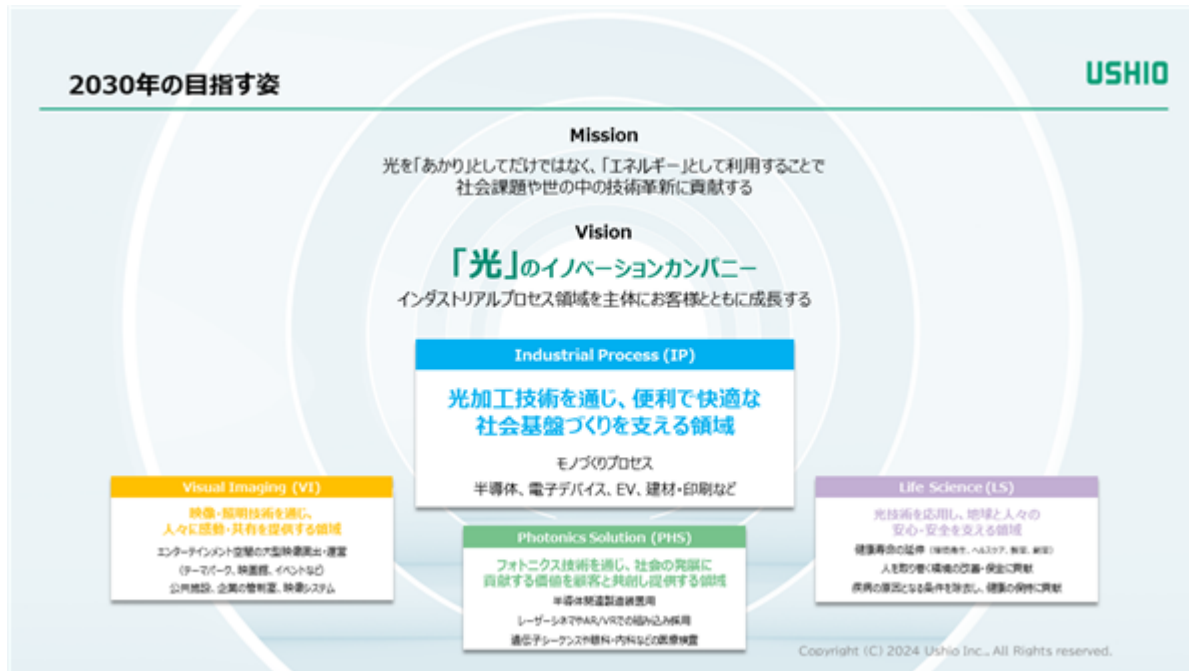 2030年の目指す姿
USHIO
Mission
光を「あかり」としてだけではなく、「エネルギー」として利用することで
社会課題や世の中の技術革新に貢献する
Vision
「光」のイノベーションカンパニー
インダストリアルプロセス領域を主体にお客様とともに成長する
Industrial Process (IP)
光加工技術を通じ、便利で快適な
社会基盤づくりを支える領域
モノづくりプロセス
半導体、電子デバイス、EV、建材・印刷など
Visual Imaging (VI)
映像・照明技術を通じ、
人々に感動・共有を提供する領域
エンターテインメント空間の大型映像演出・運営
(テーマパーク、映画館、イベントなど)
公共施設、企業の管制室、映像システム
Photonics Solution (PHS)
フォトニクス技術を通じ、社会の発展に
貢献する価値を顧客と共創し提供する領域
半導体関連製造装置用
レーザーシネマやAR/VRでの組み込み採用
遺伝子シーケンスや眼科・内科などの医療検査
Life Science (LS)
光技術を応用し、地球と人々の
安心・安全を支える領域
健康寿命の延伸
人を取り巻く環境の改善・保全に貢献
疾病の原因となる条件を除去し、健康の保持に貢献
Copyright (C) 2024 Ushio Inc., All Rights reserved.